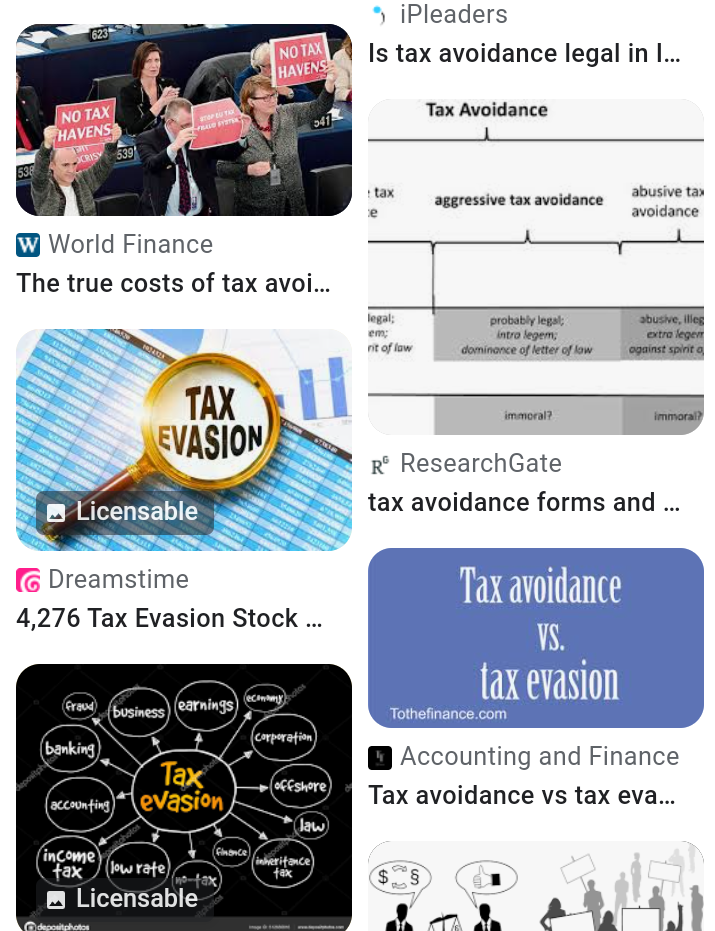 623
NO TAX
HAVENS
NO TAX
HAVENS
STOP EU TAX
FRAUD SYSTEM
541
539
538
World Finance
The true costs of tax avoi...
TAX
EVASION
Licensable
Dreamstime
4,276 Tax Evasion Stock ...
fraud
business
earnings
economy
banking
corporation
Tax
evasion
offshore
accounting
law
income
tax
low rate
finance
inheritance
tax
no-tax
Licensable
depositphotos
iPleaders
Is tax avoidance legal in I...
Tax Avoidance
tax
aggressive tax avoidance
abusive tax
avoidance
legal;
probably legal;
abusive, illeg
intra legem;
extra legem
rit of law
dominance of letter of law
against spirit o
immoral?
immoral?
ResearchGate
tax avoidance forms and ...
Tax avoidance
vs.
tax evasion
Tothefinance.com
Accounting and Finance
Tax avoidance vs tax eva...
$ §